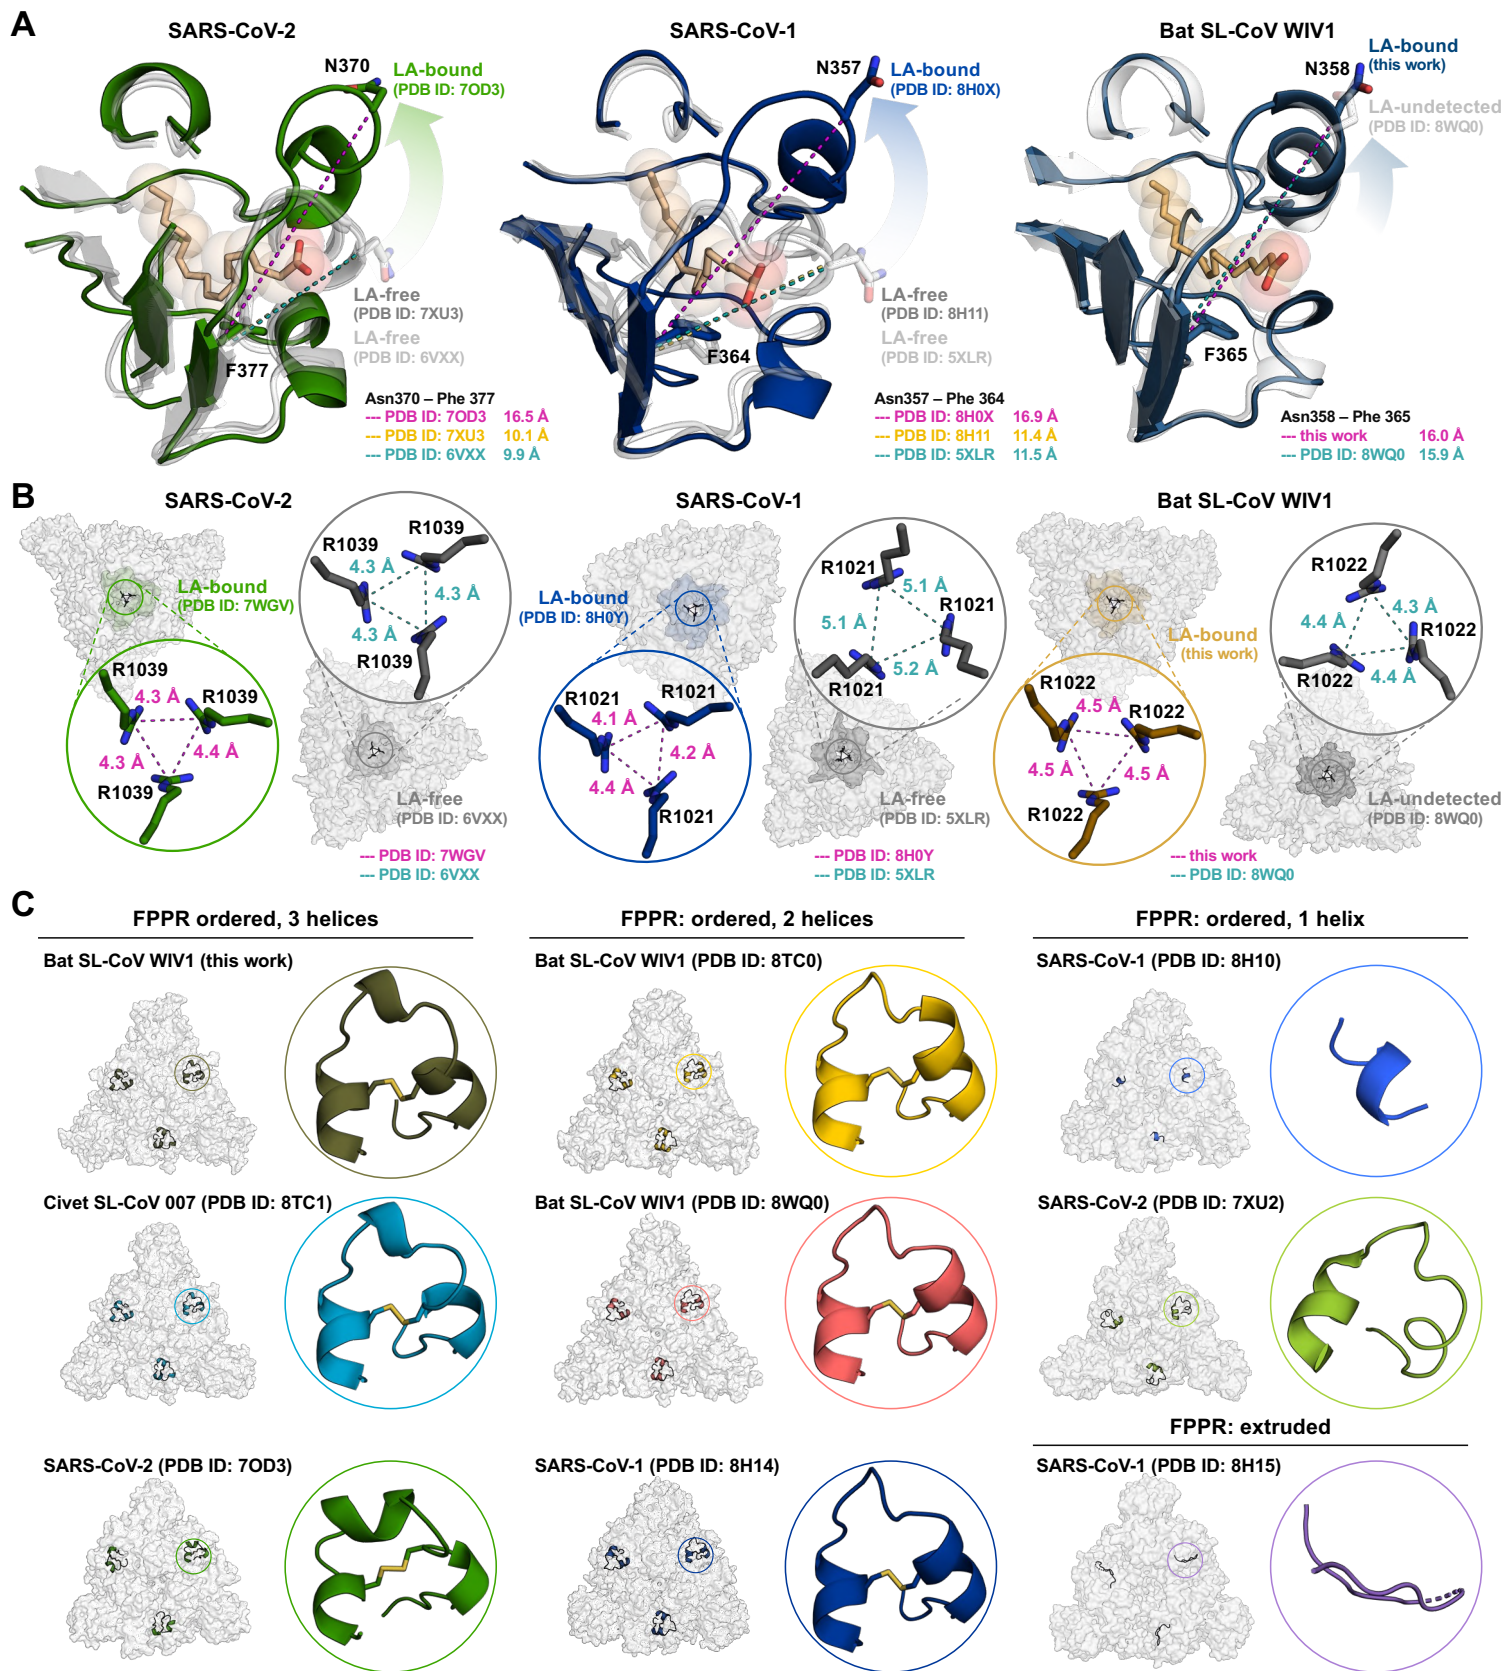 A
SARS-CoV-2
N370
LA-bound
(PDB ID: 7OD3)
LA-free
(PDB ID: 7XU3)
LA-free
(PDB ID: 6VXX)
F377
Asn370 – Phe 377
--- PDB ID: 7OD3 16.5 Å
--- PDB ID: 7XU3 10.1 Å
--- PDB ID: 6VXX 9.9 Å
SARS-CoV-1
N357
LA-bound
(PDB ID: 8H0X)
LA-free
(PDB ID: 8H11)
LA-free
(PDB ID: 5XLR)
F364
Asn357 – Phe 364
--- PDB ID: 8H0X 16.9 Å
--- PDB ID: 8H11 11.4 Å
--- PDB ID: 5XLR 11.5 Å
Bat SL-CoV WIV1
N358
LA-bound
(this work)
LA-undetected
(PDB ID: 8WQ0)
F365
Asn358 – Phe 365
--- this work 16.0 Å
--- PDB ID: 8WQ0 15.9 Å
B
SARS-CoV-2
LA-bound
(PDB ID: 7WGV)
R1039
R1039
R1039
4.3 Å
4.3 Å
4.4 Å
R1039
R1039
R1039
4.3 Å
4.3 Å
4.3 Å
LA-free
(PDB ID: 6VXX)
--- PDB ID: 7WGV
--- PDB ID: 6VXX
SARS-CoV-1
LA-bound
(PDB ID: 8H0Y)
R1021
R1021
R1021
4.1 Å
4.2 Å
4.4 Å
R1021
R1021
R1021
5.1 Å
5.1 Å
5.2 Å
LA-free
(PDB ID: 5XLR)
--- PDB ID: 8H0Y
--- PDB ID: 5XLR
Bat SL-CoV WIV1
LA-bound
(this work)
R1022
R1022
R1022
4.5 Å
4.5 Å
4.5 Å
R1022
R1022
R1022
4.3 Å
4.4 Å
4.4 Å
LA-undetected
(PDB ID: 8WQ0)
--- this work
--- PDB ID: 8WQ0
C
FPPR ordered, 3 helices
Bat SL-CoV WIV1 (this work)
Civet SL-CoV 007 (PDB ID: 8TC1)
SARS-CoV-2 (PDB ID: 7OD3)
FPPR: ordered, 2 helices
Bat SL-CoV WIV1 (PDB ID: 8TC0)
Bat SL-CoV WIV1 (PDB ID: 8WQ0)
SARS-CoV-1 (PDB ID: 8H14)
FPPR: ordered, 1 helix
SARS-CoV-1 (PDB ID: 8H10)
SARS-CoV-2 (PDB ID: 7XU2)
FPPR: extruded
SARS-CoV-1 (PDB ID: 8H15)